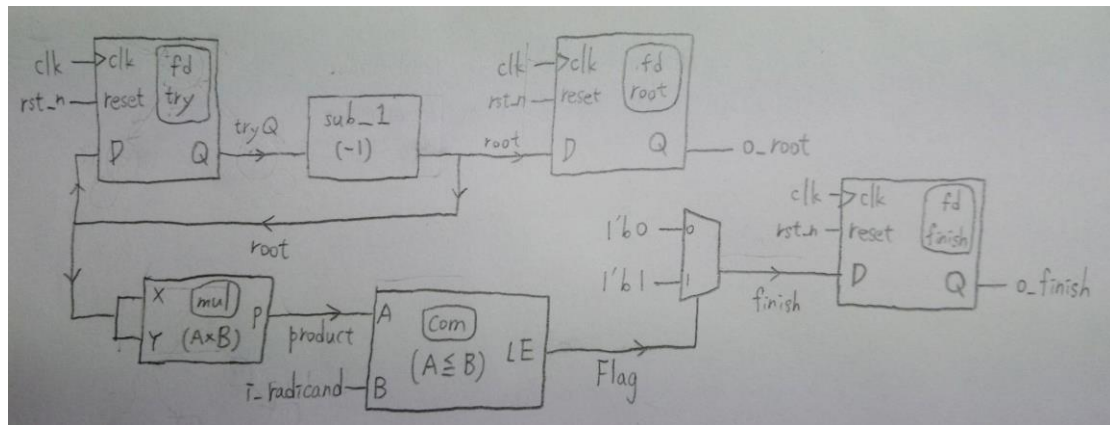 clk
clk
fd
try
rst_n
reset
D
Q
tryQ
sub_1
(-1)
root
clk
clk
fd
root
rst_n
reset
D
Q
o_root
root
1'b0
0
1'b1
1
finish
clk
clk
fd
finish
rst_n
reset
D
Q
o_finish
X
Y
mul
(A×B)
P
product
i_radicand
A
B
Com
(A≦B)
LE
Flag